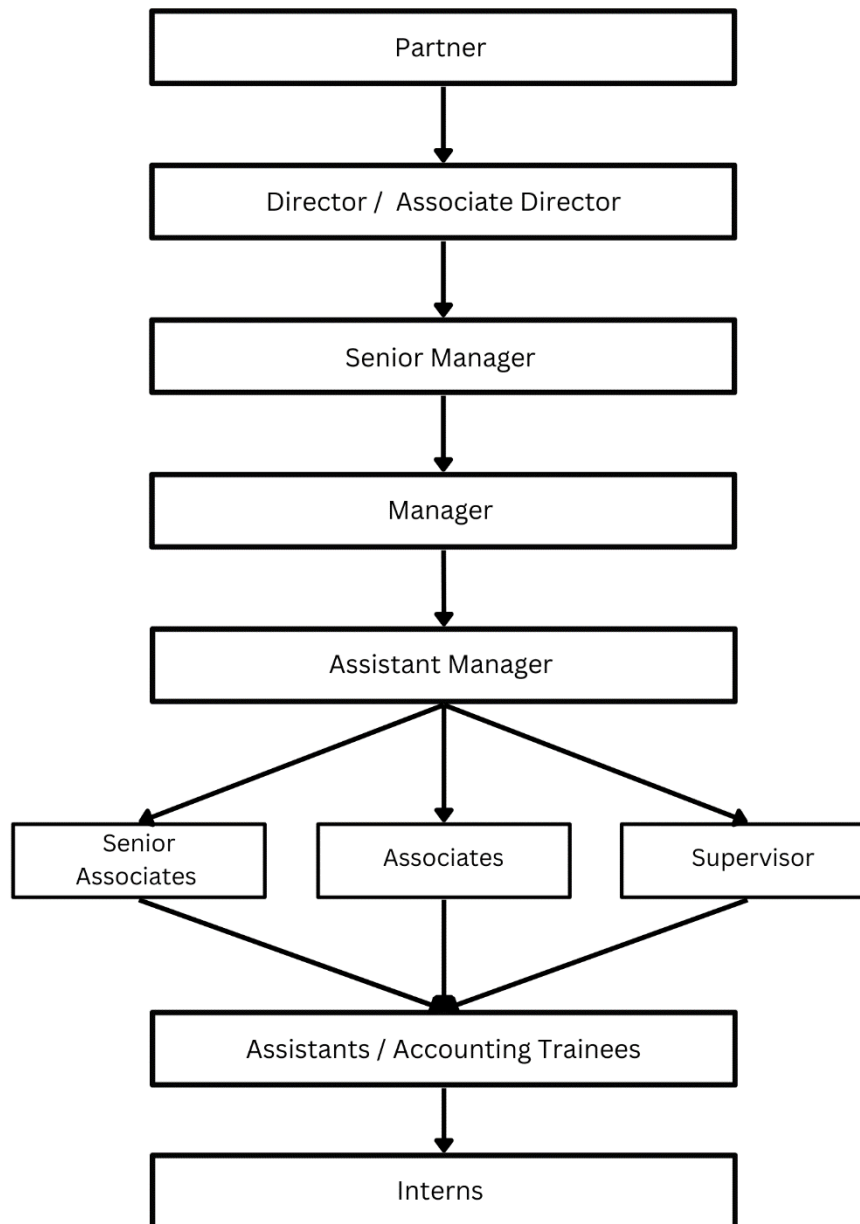 Partner
Director / Associate Director
Senior Manager
Manager
Assistant Manager
Senior
Associates
Associates
Supervisor
Assistants / Accounting Trainees
Interns